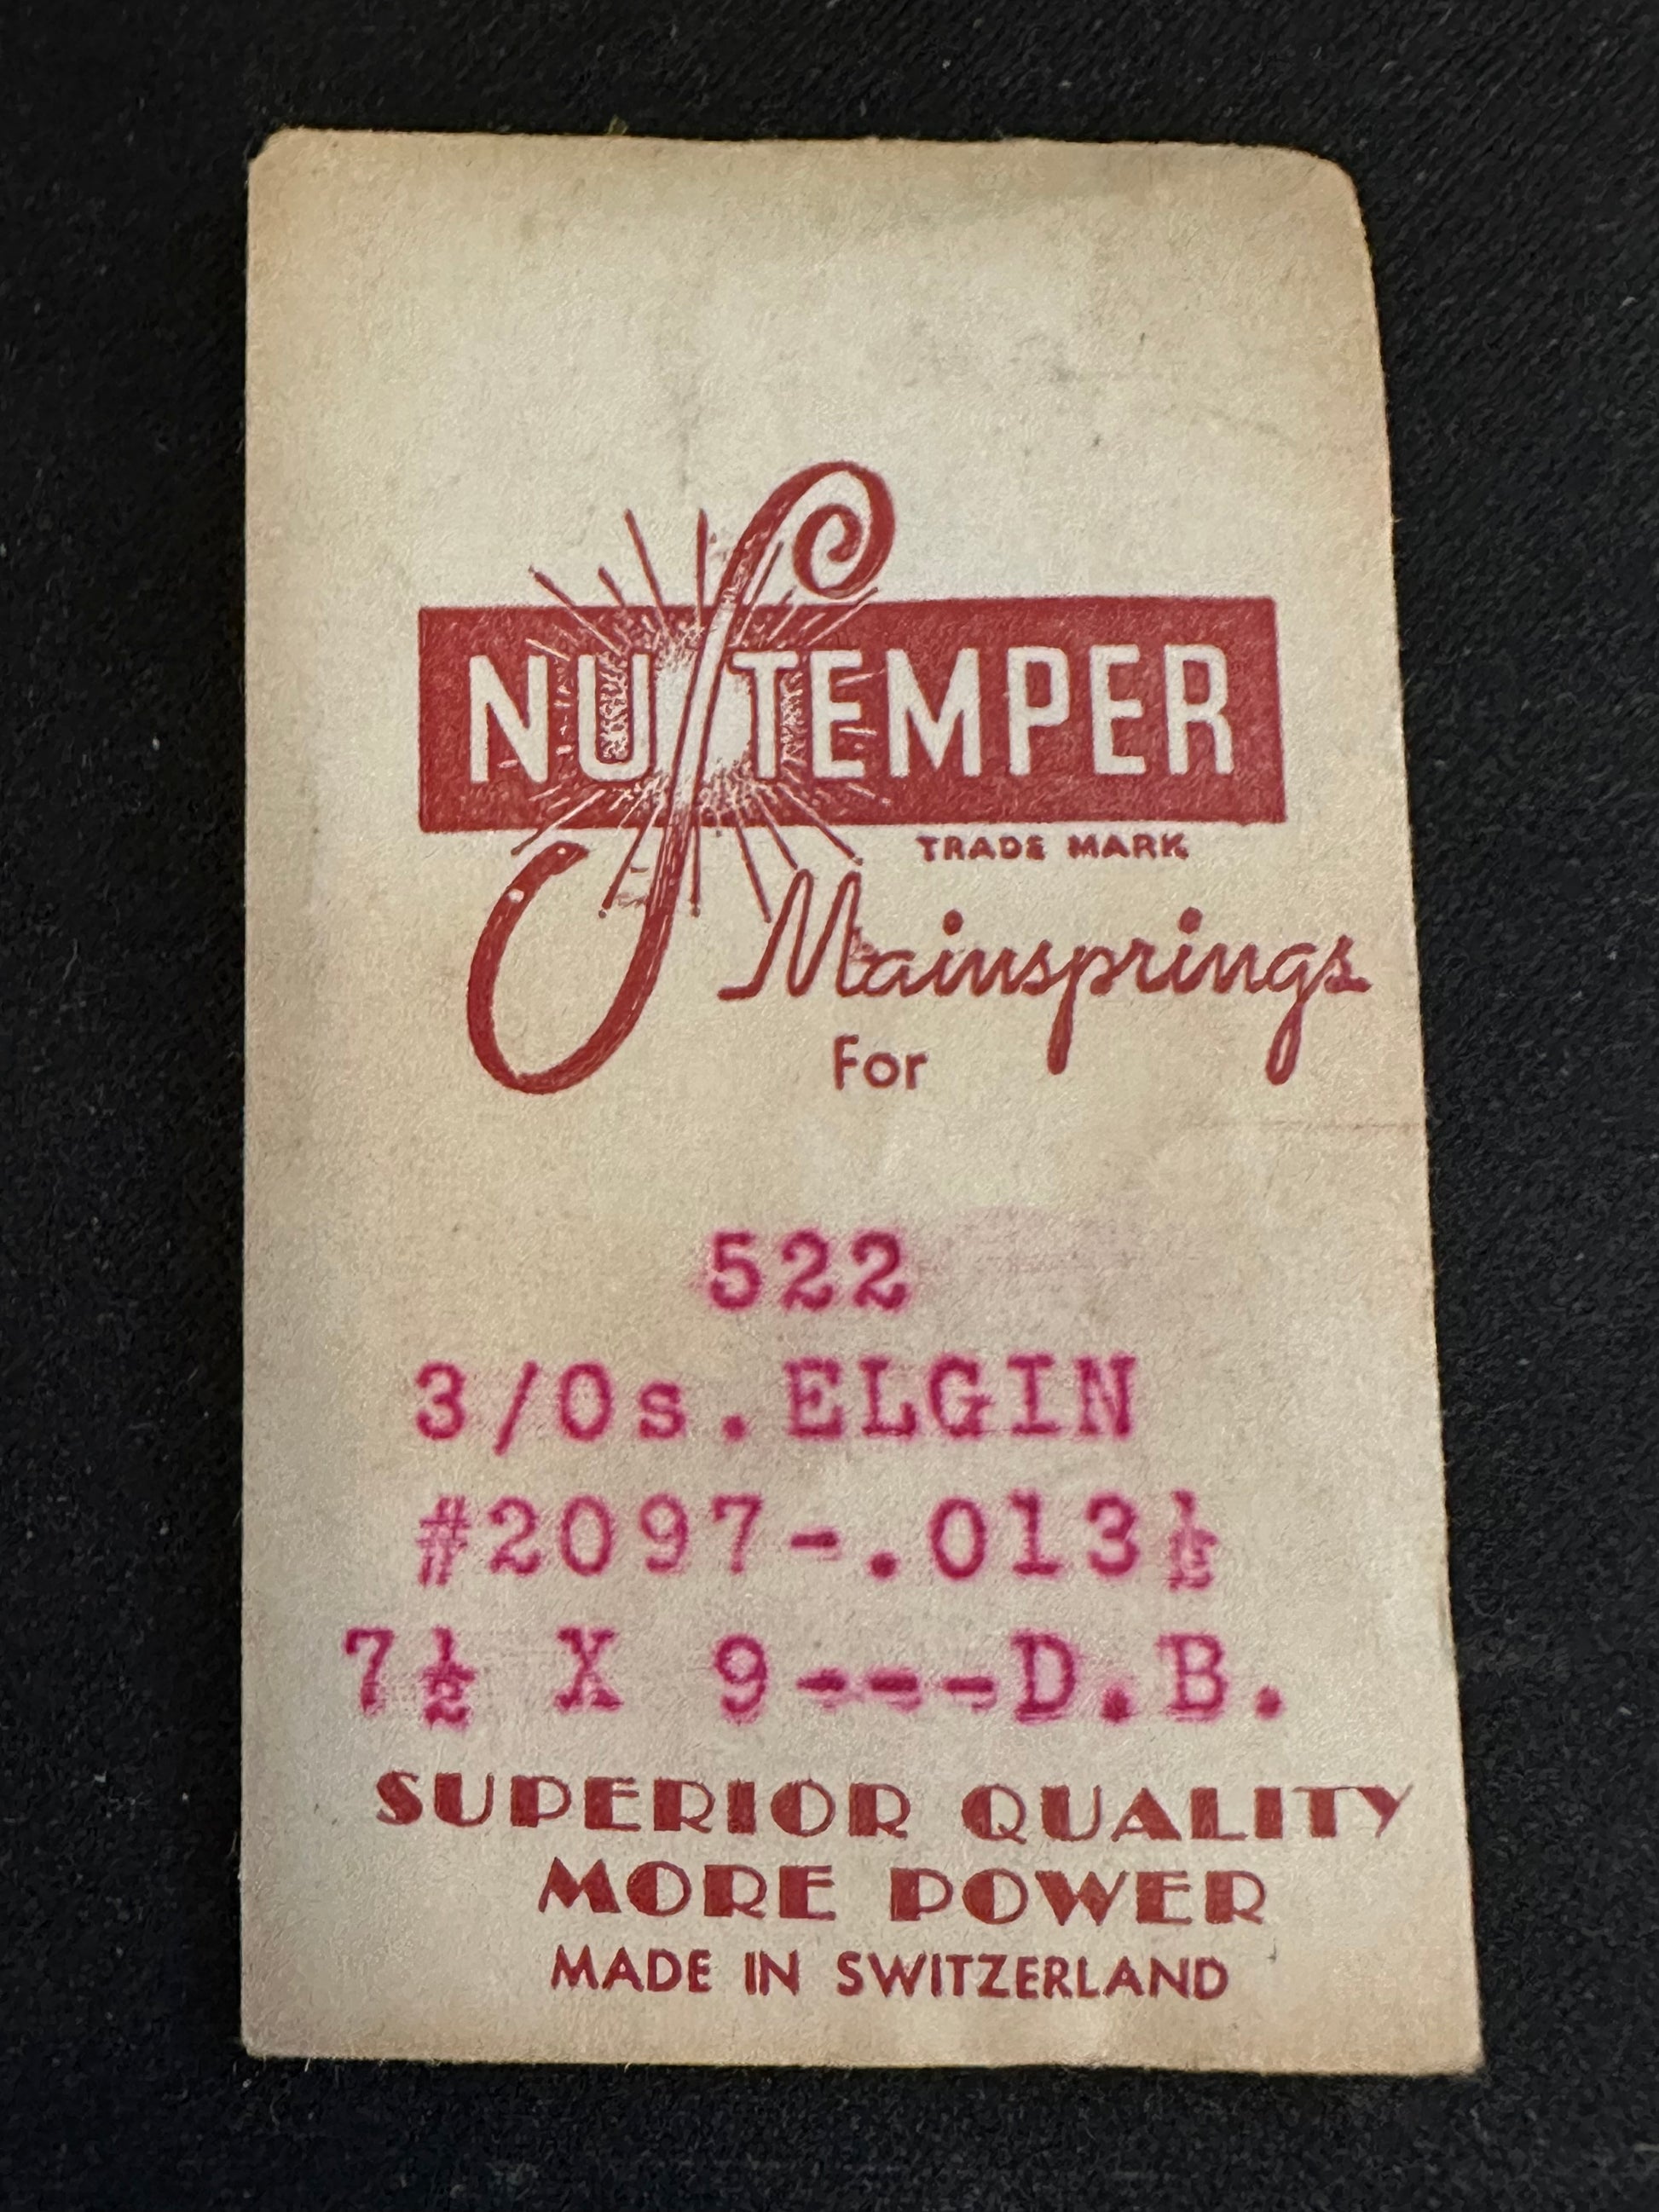 NU TEMPER
TRADE MARK
Mainsprings
For
522
3/0s.ELGIN
#2097-.013½
7½ X 9---D.B.
SUPERIOR QUALITY
MORE POWER
MADE IN SWITZERLAND